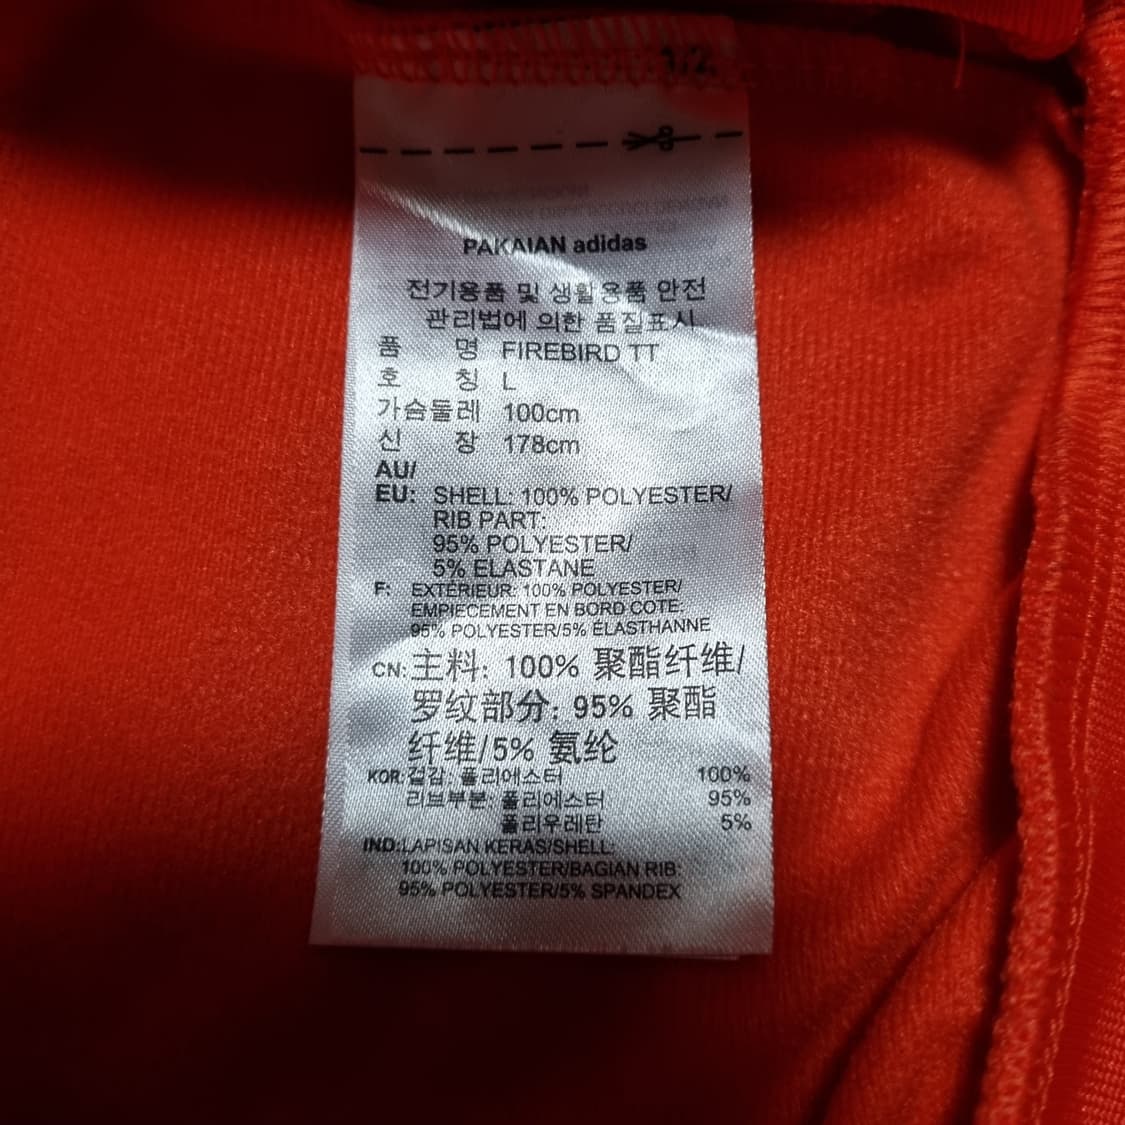 1/2
PAKAIAN adidas
전기용품 및 생활용품 안전
관리법에 의한 품질표시
품 명 FIREBIRD TT
호 칭 L
가슴둘레 100cm
신 장 178cm
AU/
EU: SHELL: 100% POLYESTER/
RIB PART:
95% POLYESTER/
5% ELASTANE
F: EXTÉRIEUR: 100% POLYESTER/
EMPIECEMENT EN BORD COTE:
95% POLYESTER/5% ÉLASTHANNE
CN: 主料: 100% 聚酯纤维/
罗纹部分: 95% 聚酯
纤维/5% 氨纶
KOR: 겉감: 폴리에스터 100%
리브부분: 폴리에스터 95%
폴리우레탄 5%
IND: LAPISAN KERAS/SHELL:
100% POLYESTER/BAGIAN RIB:
95% POLYESTER/5% SPANDEX